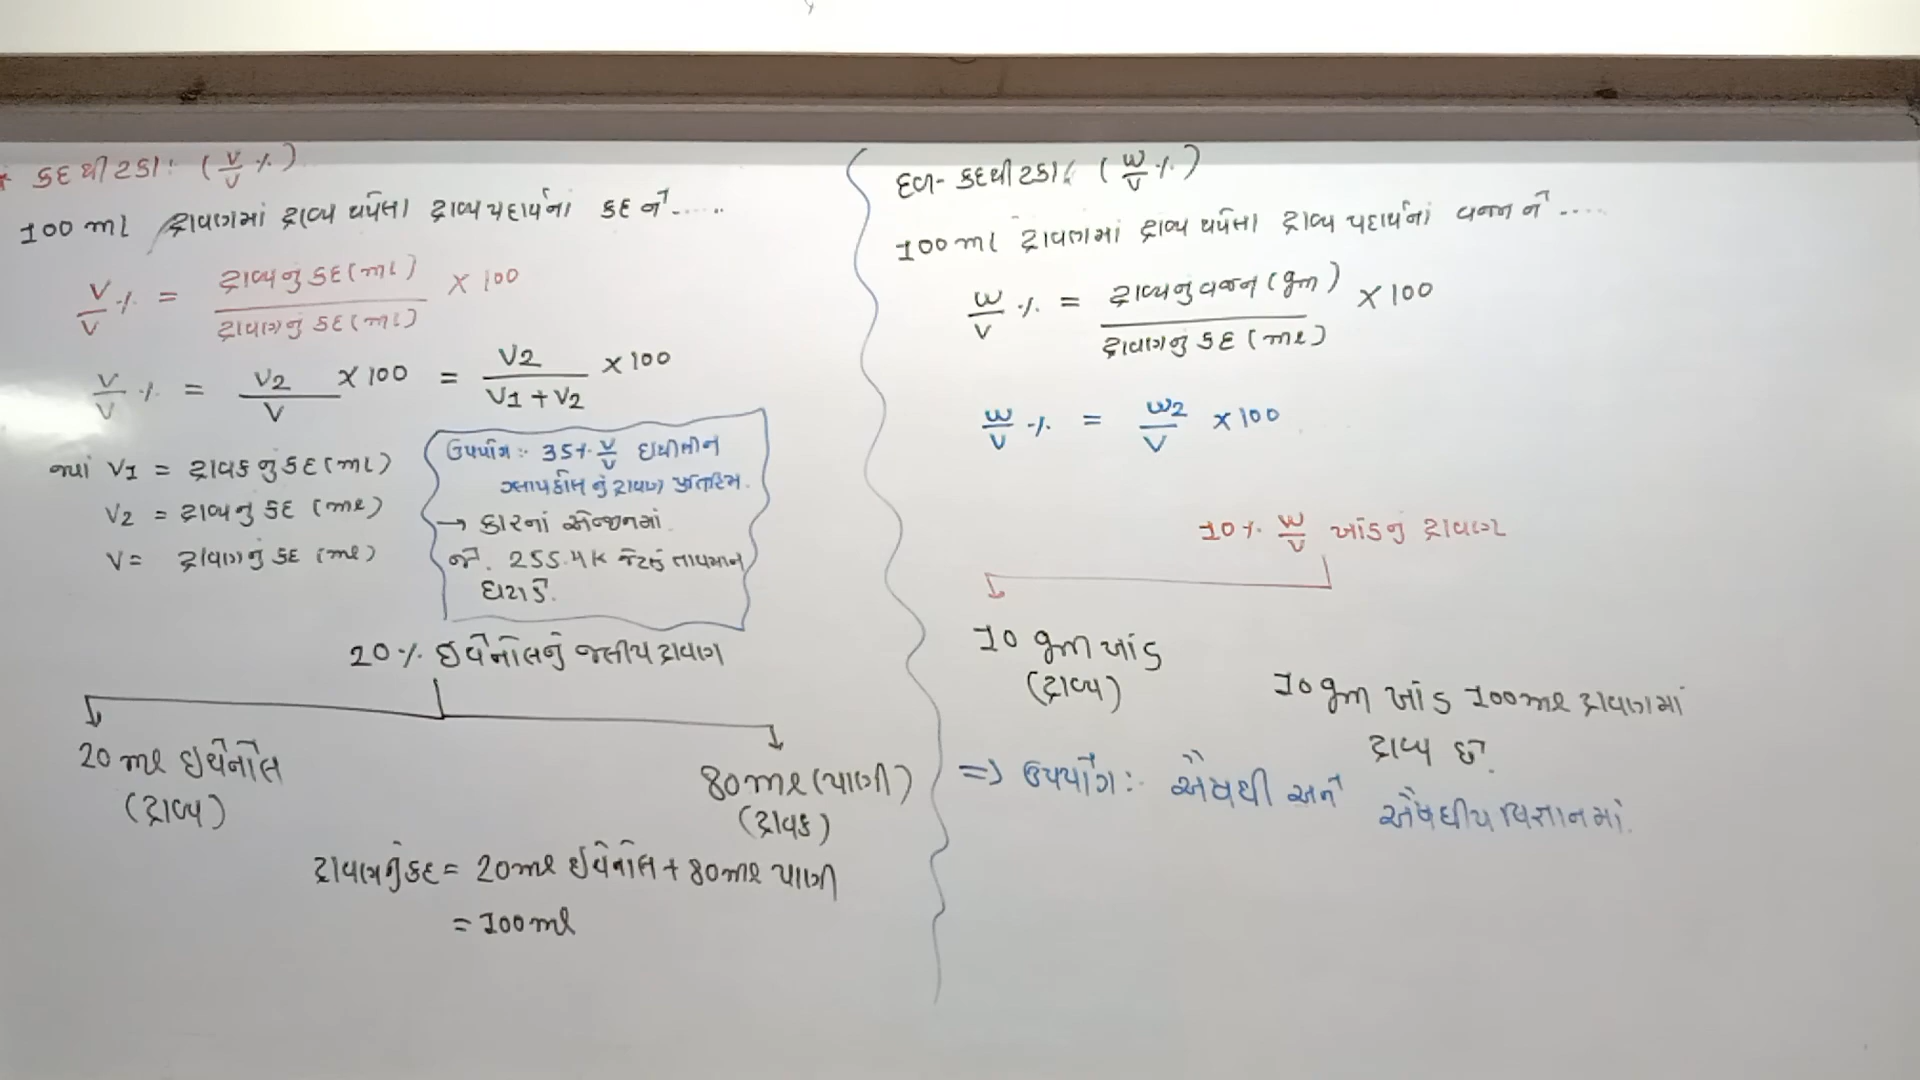 * કદથી ટકા: (V/V %)
100 ml દ્રાવણમાં દ્રાવ્ય થયેલા દ્રાવ્ય પદાર્થનાં કદ ને.....
V/V % = દ્રાવ્યનું કદ(ml) / દ્રાવણનું કદ(ml) × 100
V/V % = V2 / V × 100 = V2 / V1 + V2 × 100
જ્યાં V1 = દ્રાવકનું કદ(ml)
V2 = દ્રાવ્યનું કદ (ml)
V = દ્રાવણનું કદ (ml)
ઉપયોગ:- 35% V/V ઇથીલીન
ગ્લાયકોલ નું દ્રાવણ પ્રતિહિમ.
→ કારનાં એન્જીનમાં.
જે. 255.4K જેટલું તાપમાન
ઘટાડે.
20% ઇથેનોલનું જલીય દ્રાવણ
20 ml ઇથેનોલ
(દ્રાવ્ય)
80 ml (પાણી)
(દ્રાવક)
દ્રાવણનું કદ = 20 ml ઇથેનોલ + 80 ml પાણી
= 100 ml
દળ- કદથી ટકા: (W/V %)
100 ml દ્રાવણમાં દ્રાવ્ય થયેલા દ્રાવ્ય પદાર્થનાં વજન ને ....
W/V % = દ્રાવ્યનું વજન (gm) / દ્રાવણનું કદ (ml) × 100
W/V % = W2 / V × 100
10% W/V ખાંડનું દ્રાવણ
10 gm ખાંડ
(દ્રાવ્ય)
10 gm ખાંડ 100 ml દ્રાવણમાં
દ્રાવ્ય છે.
⇒ ઉપયોગ:- ઔષધી અને ઔષધીય વિજ્ઞાનમાં.